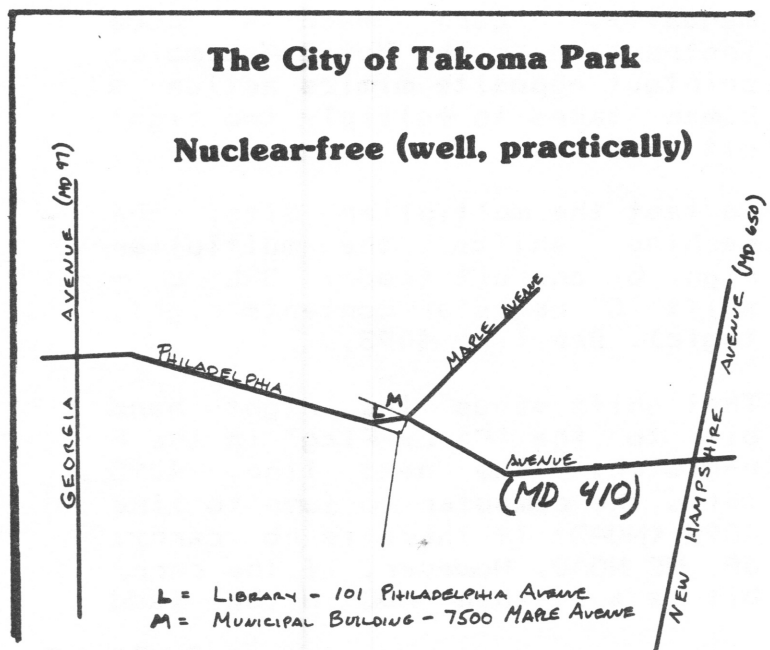 The City of Takoma Park
Nuclear-free (well, practically)
GEORGIA AVENUE (MD 97)
PHILADELPHIA
AVENUE
(MD 410)
MAPLE AVENUE
NEW HAMPSHIRE AVENUE (MD 650)
L M
L = LIBRARY - 101 PHILADELPHIA AVENUE
M = MUNICIPAL BUILDING - 7500 MAPLE AVENUE